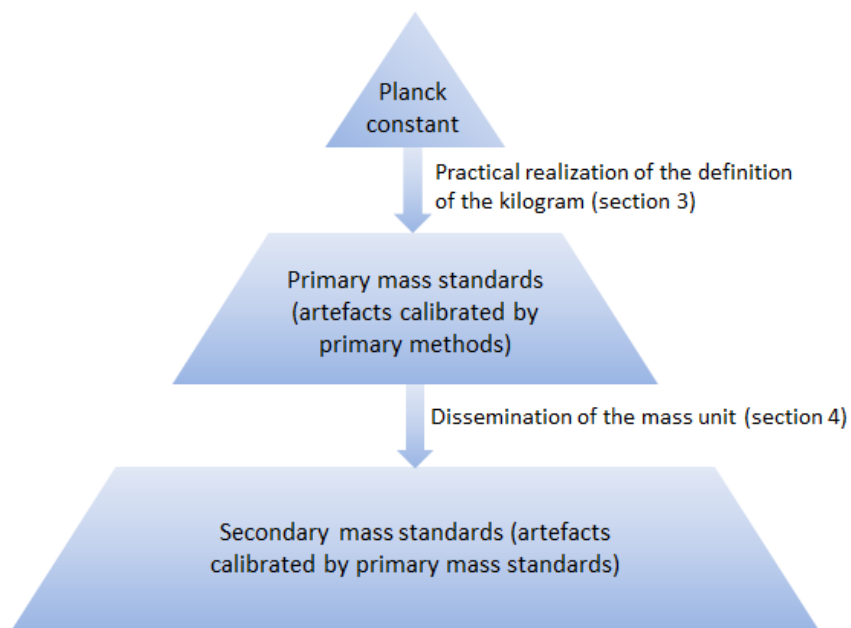 Planck
constant
Practical realization of the definition
of the kilogram (section 3)
Primary mass standards
(artefacts calibrated by
primary methods)
Dissemination of the mass unit (section 4)
Secondary mass standards (artefacts
calibrated by primary mass standards)